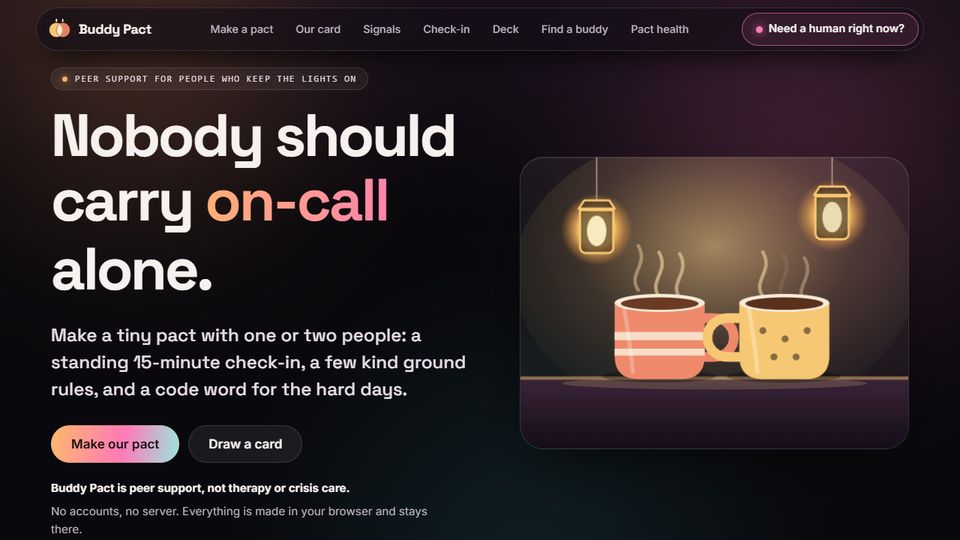 Buddy Pact
Make a pact
Our card
Signals
Check-in
Deck
Find a buddy
Pact health
Need a human right now?
PEER SUPPORT FOR PEOPLE WHO KEEP THE LIGHTS ON
Nobody should
carry on-call
alone.
Make a tiny pact with one or two people: a
standing 15-minute check-in, a few kind ground
rules, and a code word for the hard days.
Make our pact
Draw a card
Buddy Pact is peer support, not therapy or crisis care.
No accounts, no server. Everything is made in your browser and stays
there.